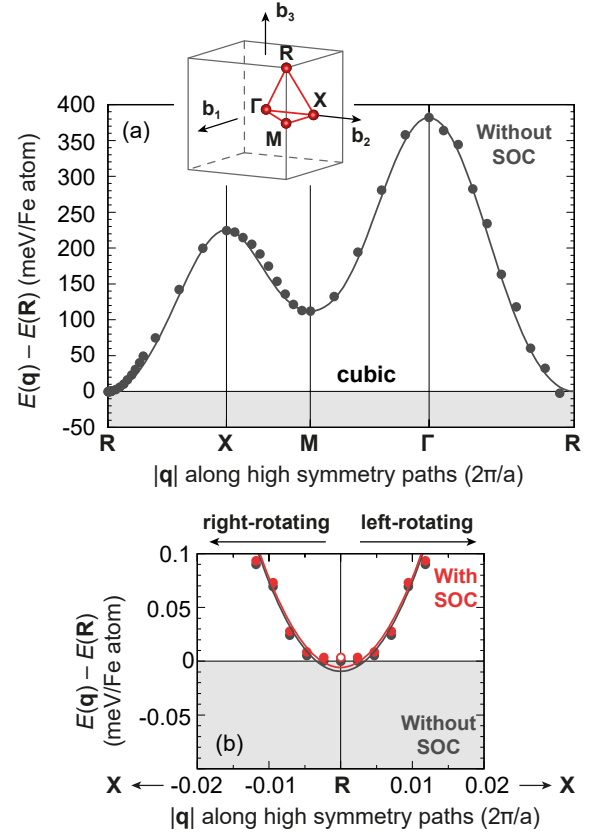 b₃
R
b₁
Γ
X
M
b₂
(a)
Without
SOC
400
350
300
250
200
150
100
50
0
-50
E(q) – E(R) (meV/Fe atom)
cubic
R X M Γ R
|q| along high symmetry paths (2π/a)
right-rotating left-rotating
0.1
0.05
0
-0.05
E(q) – E(R)
(meV/Fe atom)
With
SOC
Without
SOC
(b)
X -0.02 -0.01 R 0.01 0.02 X
|q| along high symmetry paths (2π/a)